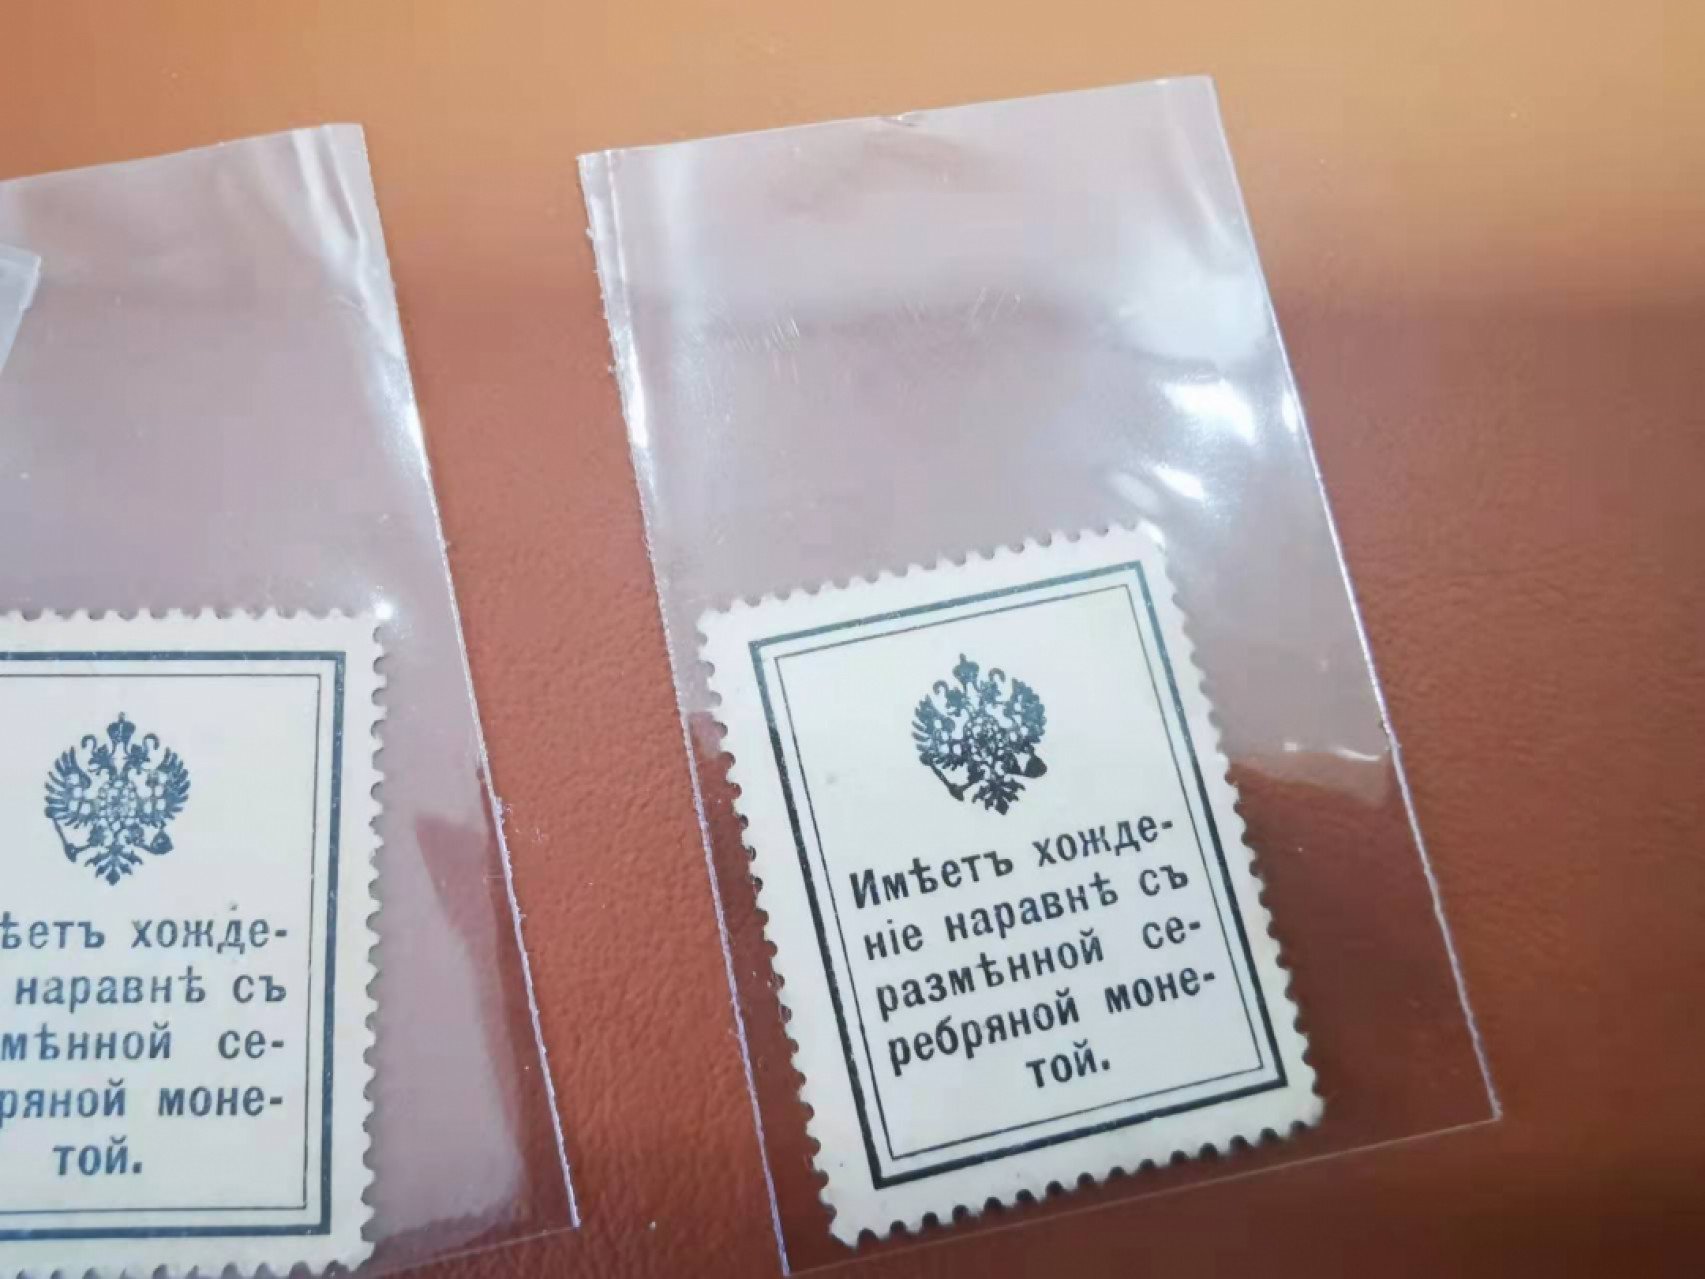 ѣетъ хожде-
наравнѣ съ
мѣнной се-
ряной моне-
той.
Имѣетъ хожде-
ніе наравнѣ съ
размѣнной се-
ребряной моне-
той.